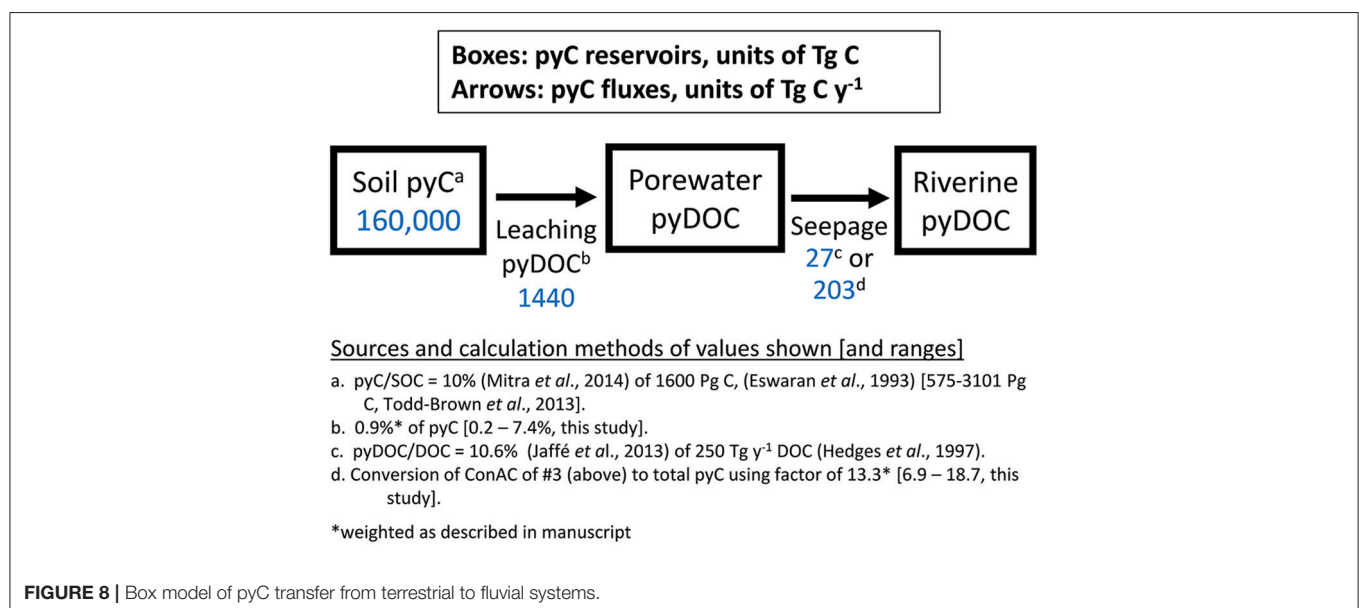 Boxes: pyC reservoirs, units of Tg C
Arrows: pyC fluxes, units of Tg C y⁻¹
Soil pyCᵃ
160,000
Leaching
pyDOCᵇ
1440
Porewater
pyDOC
Seepage
27ᶜ or
203ᵈ
Riverine
pyDOC
Sources and calculation methods of values shown [and ranges]
a. pyC/SOC = 10% (Mitra et al., 2014) of 1600 Pg C, (Eswaran et al., 1993) [575-3101 Pg
C, Todd-Brown et al., 2013].
b. 0.9%* of pyC [0.2 – 7.4%, this study].
c. pyDOC/DOC = 10.6% (Jaffé et al., 2013) of 250 Tg y⁻¹ DOC (Hedges et al., 1997).
d. Conversion of ConAC of #3 (above) to total pyC using factor of 13.3* [6.9 – 18.7, this
study].
*weighted as described in manuscript
FIGURE 8 | Box model of pyC transfer from terrestrial to fluvial systems.